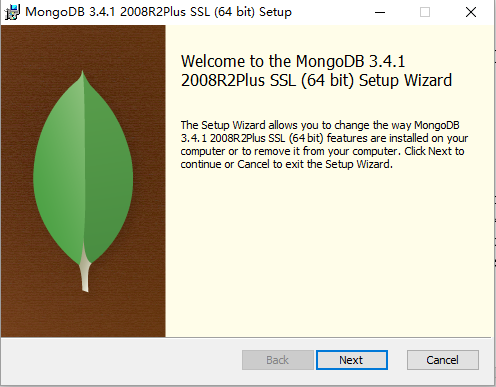 MongoDB 3.4.1 2008R2Plus SSL (64 bit) Setup
Welcome to the MongoDB 3.4.1
2008R2Plus SSL (64 bit) Setup Wizard
The Setup Wizard allows you to change the way MongoDB
3.4.1 2008R2Plus SSL (64 bit) features are installed on your
computer or to remove it from your computer. Click Next to
continue or Cancel to exit the Setup Wizard.
Back Next Cancel